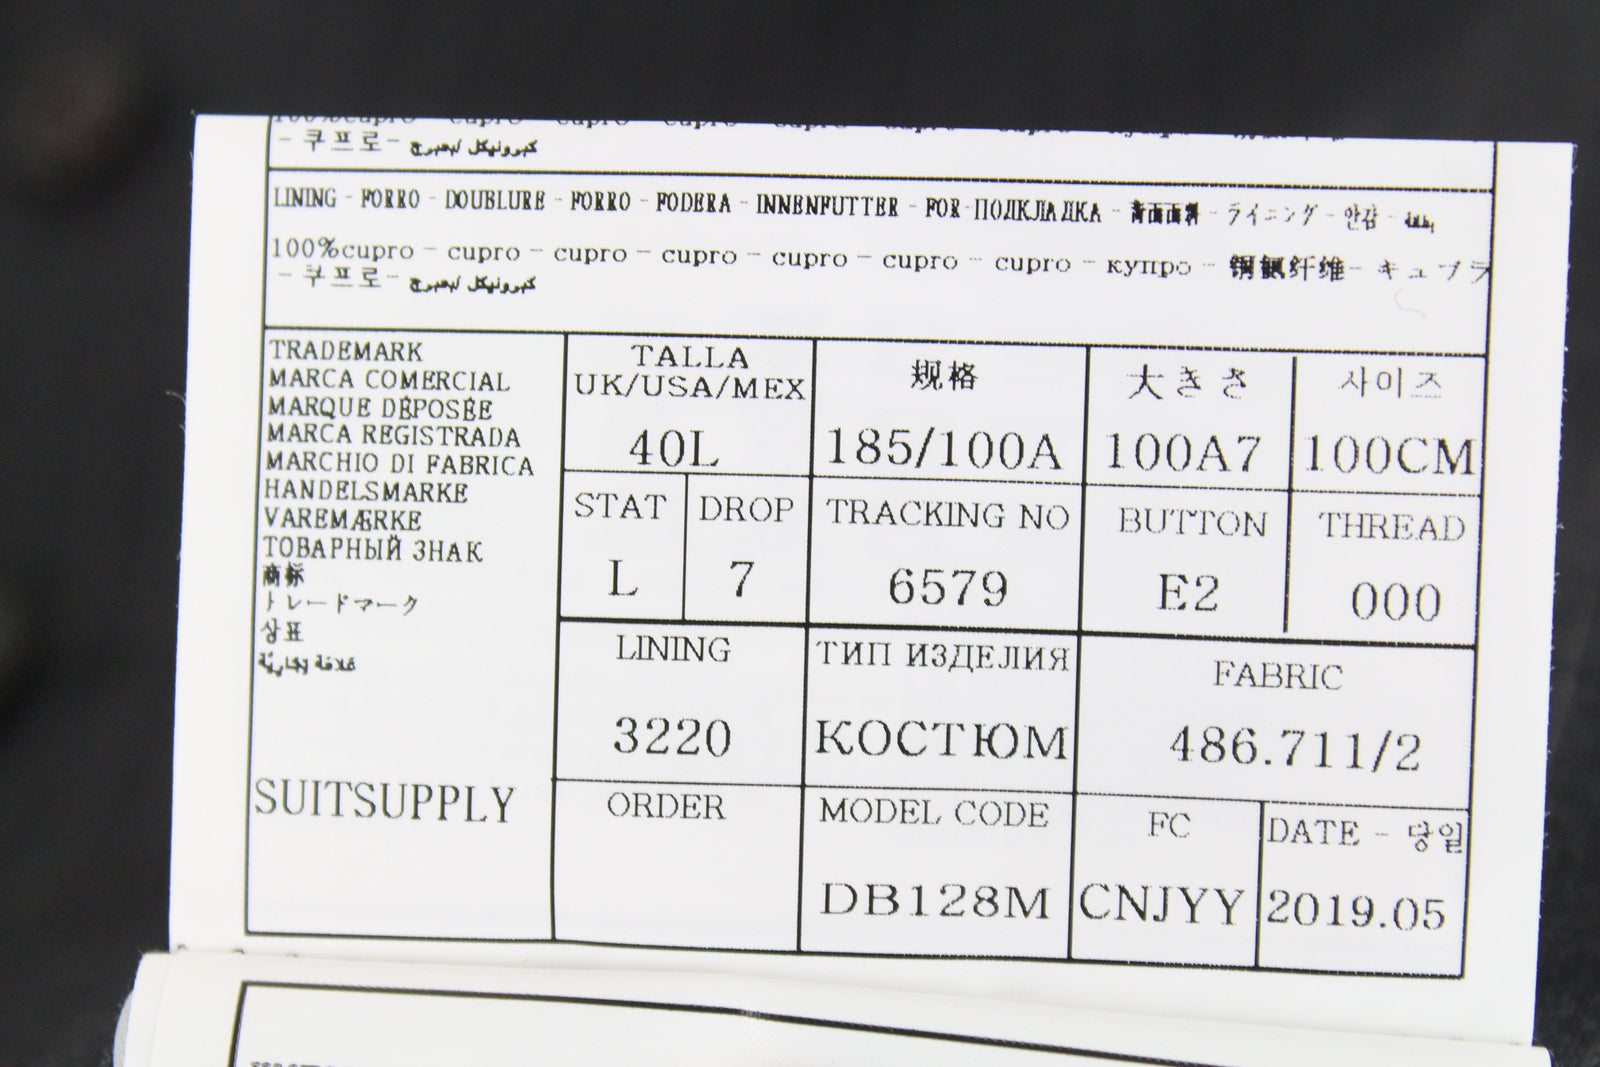 - 쿠프로- كبرونيكل /بمبرج
LINING - FORRO - DOUBLURE - FORRO - FODERA - INNENFUTTER - FOR-ПОДКЛАДКА - 背面面料 - ライニング - 안감 -
100%cupro - cupro - cupro - cupro - cupro - cupro - cupro - купро - 铜氨纤维- キュプラ
- 쿠프로- كبرونيكل /بمبرج
TRADEMARK
MARCA COMERCIAL
MARQUE DÉPOSÉE
MARCA REGISTRADA
MARCHIO DI FABRICA
HANDELSMARKE
VAREMÆRKE
ТОВАРНЫЙ ЗНАК
商标
トレードマーク
상표
SUITSUPPLY
TALLA
UK/USA/MEX
40L
规格
185/100A
大きさ
100A7
사이즈
100CM
STAT
L
DROP
7
TRACKING NO
6579
BUTTON
E2
THREAD
000
LINING
3220
ТИП ИЗДЕЛИЯ
КОСТЮМ
FABRIC
486.711/2
ORDER
MODEL CODE
DB128M
FC
CNJYY
DATE - 당일
2019.05